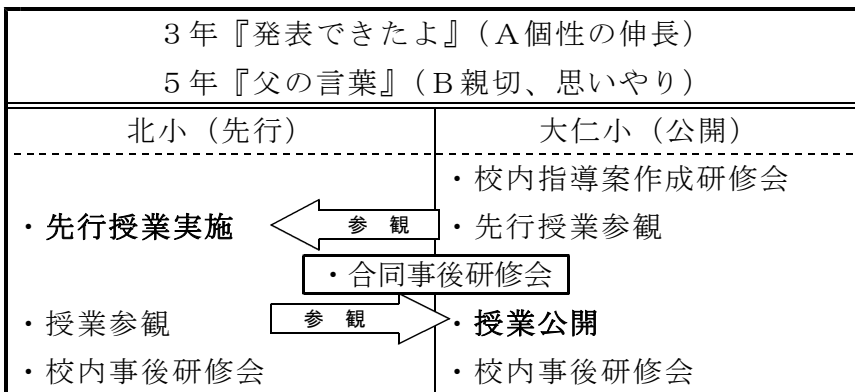 ３年『発表できたよ』（Ａ個性の伸長）
５年『父の言葉』（Ｂ親切、思いやり）
北小（先行）
大仁小（公開）
・校内指導案作成研修会
・先行授業実施
参 観
・先行授業参観
・合同事後研修会
・授業参観
参 観
・授業公開
・校内事後研修会
・校内事後研修会